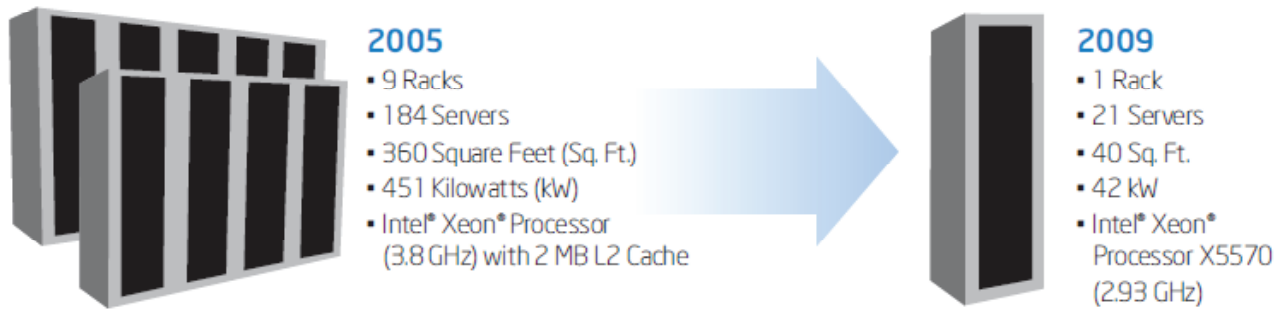 2005
▪ 9 Racks
▪ 184 Servers
▪ 360 Square Feet (Sq. Ft.)
▪ 451 Kilowatts (kW)
▪ Intel® Xeon® Processor
(3.8 GHz) with 2 MB L2 Cache
2009
▪ 1 Rack
▪ 21 Servers
▪ 40 Sq. Ft.
▪ 42 kW
▪ Intel® Xeon®
Processor X5570
(2.93 GHz)